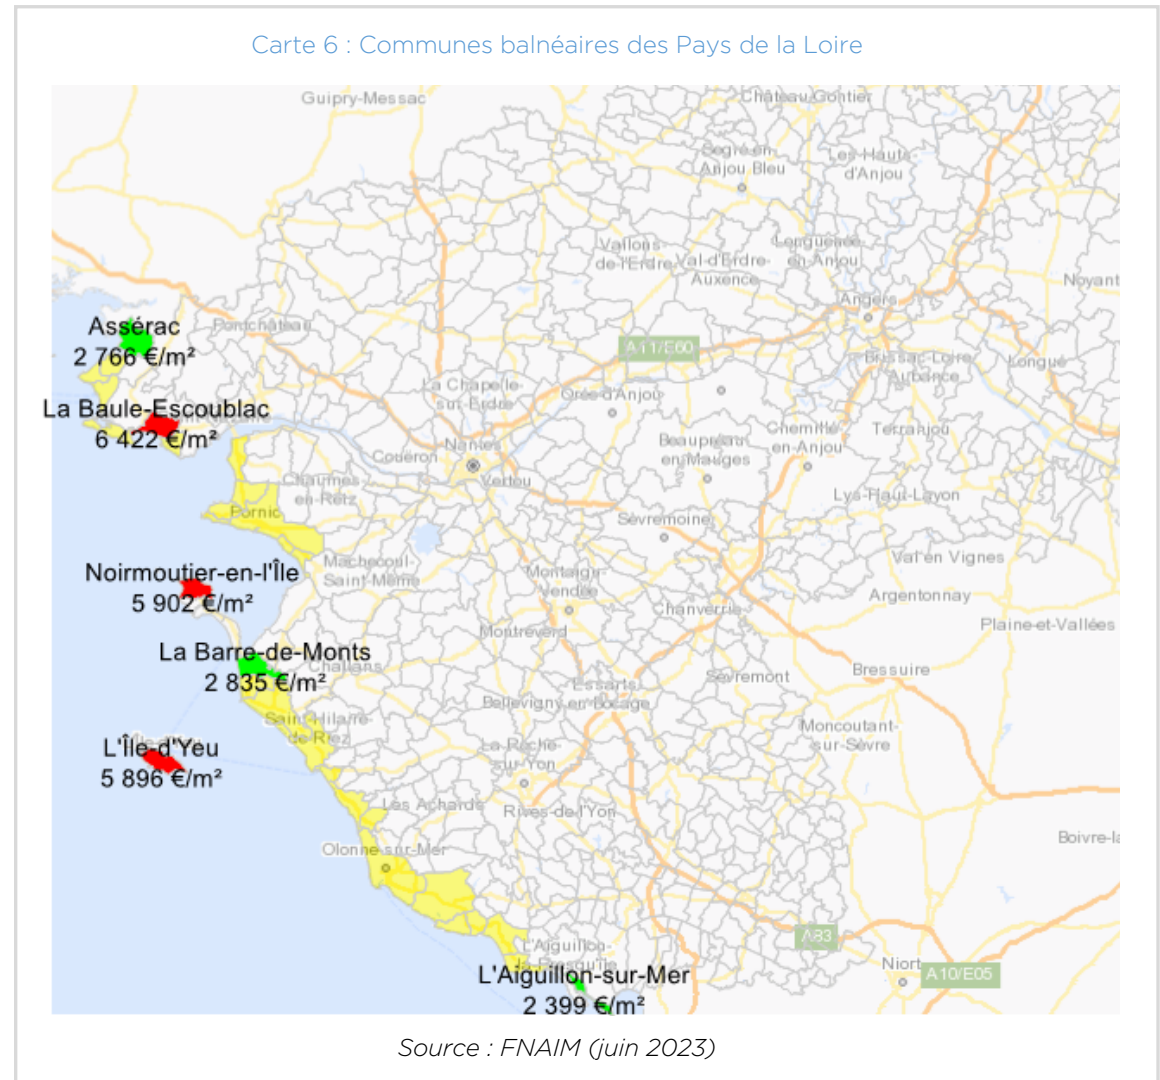 Carte 6 : Communes balnéaires des Pays de la Loire
Guipry-Messac
Château-Gontier
Segré-en-
Anjou Bleu
Les Hauts-
d'Anjou
Vallons-
de-l'Erdre
Val-d'Erdre-
Auxence
Longuenée-
en-Anjou
Noyant
Angers
Assérac
2 766 €/m²
Pontchâteau
A11/E60
Brissac-Loire
Aubance
Longué
La Chapelle-
sur-Erdre
Orée-d'Anjou
La Baule-Escoublac
6 422 €/m²
Nantes
Couëron
Vertou
Beaupréau-
en-Mauges
Chemillé-
en-Anjou
Terranjou
Chaumes-
en-Retz
Lys-Haut-Layon
Pornic
Sèvremoine
Machecoul-
Saint-Même
Val en Vignes
Noirmoutier-en-l'Île
5 902 €/m²
Montaigu-
Vendée
Chanverrie
Argentonnay
Plaine-et-Vallées
Montréverd
La Barre-de-Monts
2 835 €/m²
Challans
Essarts
Bellevigny
en-Bocage
Sèvremont
Bressuire
Saint-Hilaire-
de-Riez
Moncoutant-
sur-Sèvre
L'Île-d'Yeu
5 896 €/m²
La Roche-
sur-Yon
Les Achards
Rives-de-l'Yon
Boivre-la
Olonne-sur-Mer
A83
L'Aiguillon-
la-Presqu'île
Niort
A10/E05
L'Aiguillon-sur-Mer
2 399 €/m²
Source : FNAIM (juin 2023)